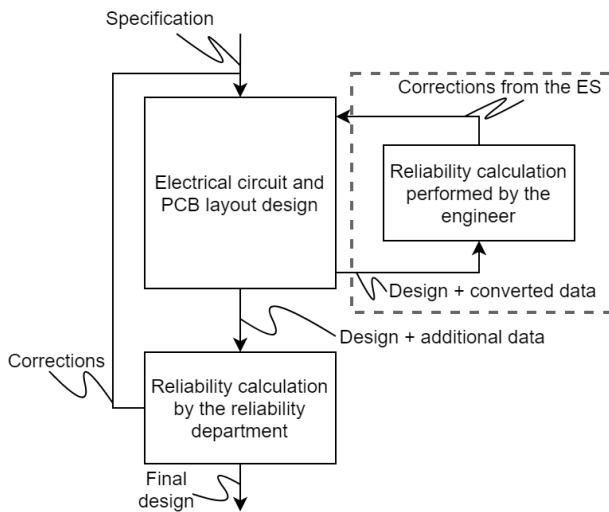 Specification
Corrections from the ES
Electrical circuit and
PCB layout design
Reliability calculation
performed by the
engineer
Design + converted data
Design + additional data
Corrections
Reliability calculation
by the reliability
department
Final
design